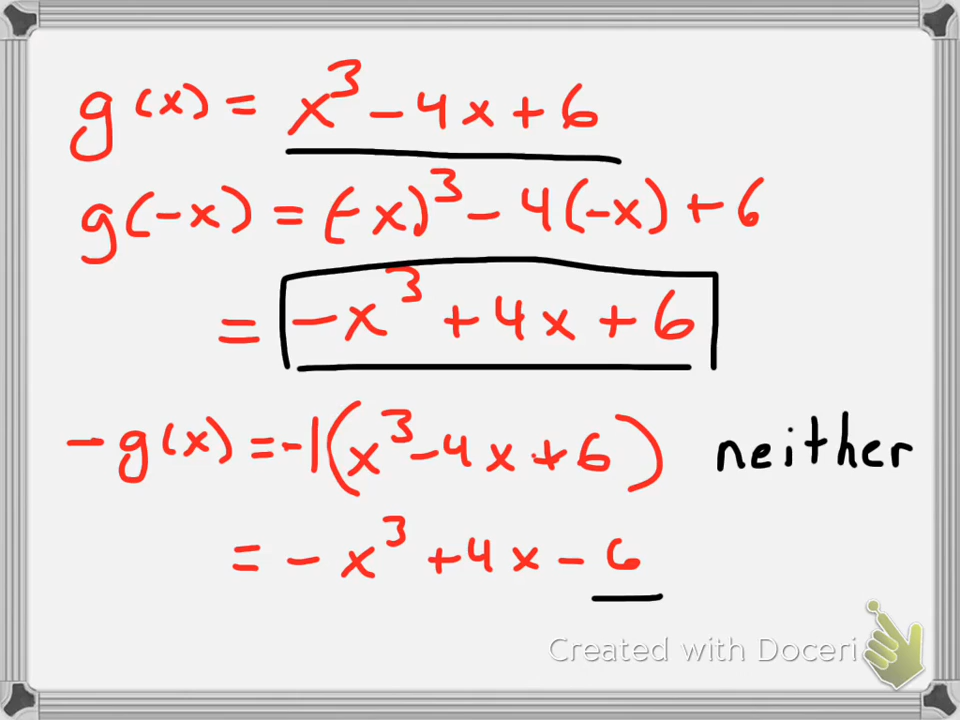 g(x) = x³ - 4x + 6
g(-x) = (-x)³ - 4(-x) + 6
= -x³ + 4x + 6
-g(x) = -1(x³ - 4x + 6) neither
= -x³ + 4x - 6
Created with Doceri